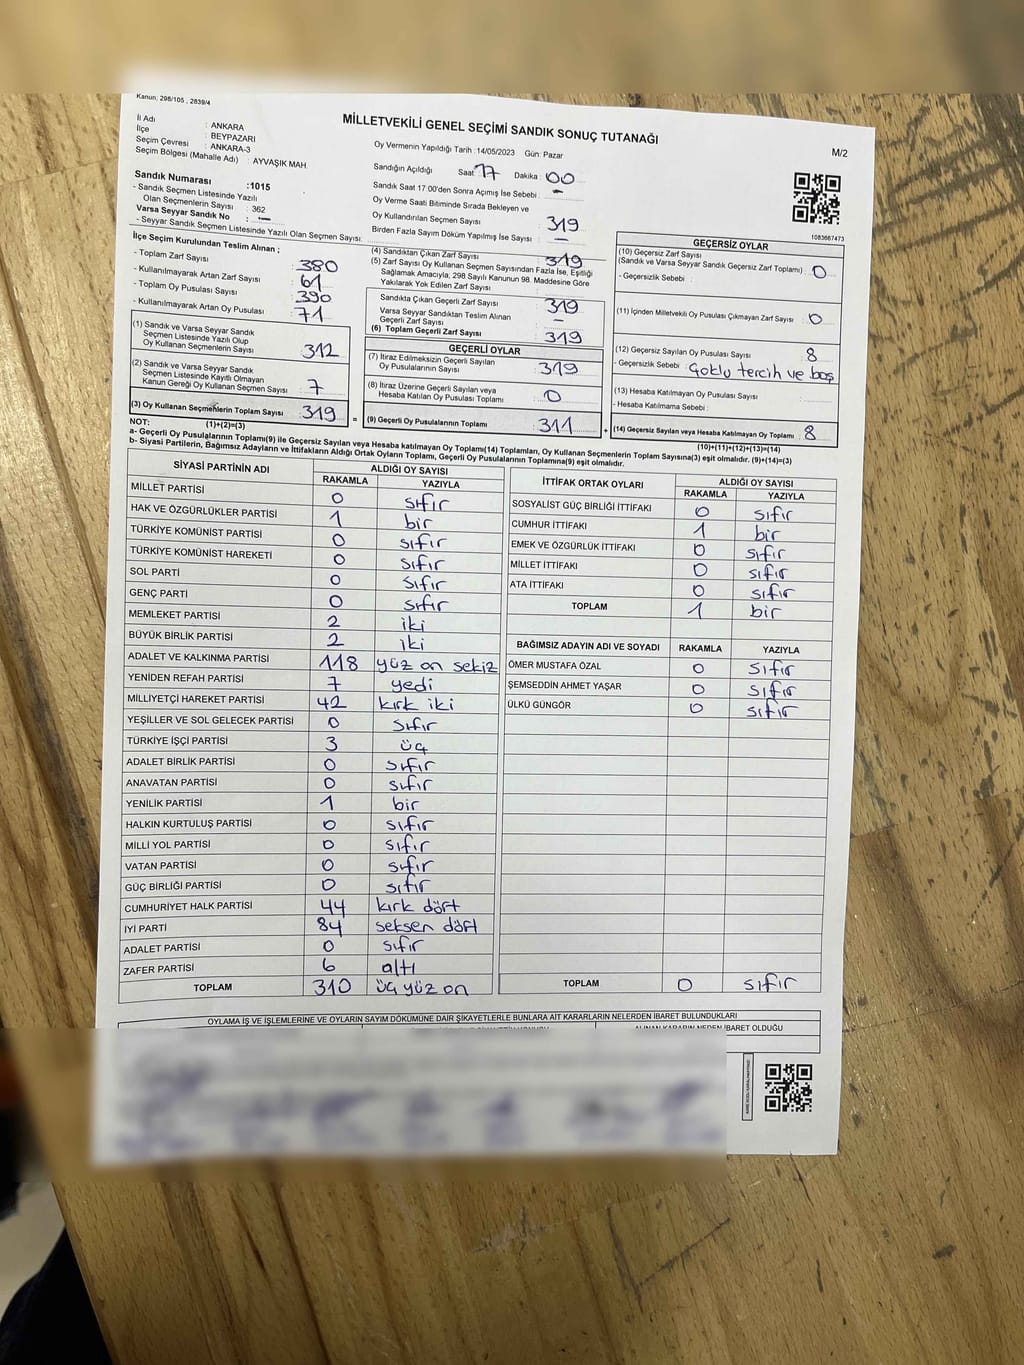 Kanun, 298/105 , 2839/4
MİLLETVEKİLİ GENEL SEÇİMİ SANDIK SONUÇ TUTANAĞI
M/2
İl Adı : ANKARA
İlçe : BEYPAZARI
Seçim Çevresi : ANKARA-3
Seçim Bölgesi (Mahalle Adı) : AYVAŞIK MAH.
Sandık Numarası :1015
- Sandık Seçmen Listesinde Yazılı
Olan Seçmenlerin Sayısı : 362
Varsa Seyyar Sandık No : -
- Seyyar Sandık Seçmen Listesinde Yazılı Olan Seçmen Sayısı:
Oy Vermenin Yapıldığı Tarih :14/05/2023 Gün: Pazar
Sandığın Açıldığı Saat: 17 Dakika : 00
Sandık Saat 17 00'den Sonra Açımış İse Sebebi : -
Oy Verme Saati Bitiminde Sırada Bekleyen ve
Oy Kullandırılan Seçmen Sayısı : 319
Birden Fazla Sayım Döküm Yapılmış İse Sayısı : -
1083667473
İlçe Seçim Kurulundan Teslim Alınan ;
- Toplam Zarf Sayısı : 380
- Kullanılmayarak Artan Zarf Sayısı : 61
- Toplam Oy Pusulası Sayısı : 390
- Kullanılmayarak Artan Oy Pusulası : 71
(1) Sandık ve Varsa Seyyar Sandık
Seçmen Listesinde Yazılı Olup
Oy Kullanan Seçmenlerin Sayısı : 312
(2) Sandık ve Varsa Seyyar Sandık
Seçmen Listesinde Kayıtlı Olmayan
Kanun Gereği Oy Kullanan Seçmen Sayısı : 7
(3) Oy Kullanan Seçmenlerin Toplam Sayısı : 319
(1)+(2)=(3)
(4) Sandıktan Çıkan Zarf Sayısı : 319
(5) Zarf Sayısı Oy Kullanan Seçmen Sayısından Fazla İse, Eşitliği
Sağlamak Amacıyla, 298 Sayılı Kanunun 98. Maddesine Göre
Yakılarak Yok Edilen Zarf Sayısı :
Sandıkta Çıkan Geçerli Zarf Sayısı : 319
Varsa Seyyar Sandıktan Teslim Alınan
Geçerli Zarf Sayısı : -
(6) Toplam Geçerli Zarf Sayısı : 319
GEÇERLİ OYLAR
(7) İtiraz Edilmeksizin Geçerli Sayılan
Oy Pusulasının Sayısı : 319
(8) İtiraz Üzerine Geçerli Sayılan veya
Hesaba Katılan Oy Pusulası Toplamı : 0
= (9) Geçerli Oy Pusulalarının Toplamı : 311
GEÇERSİZ OYLAR
(10) Geçersiz Zarf Sayısı
(Sandık ve Varsa Seyyar Sandık Geçersiz Zarf Toplamı) : 0
- Geçersizlik Sebebi :
(11) İçinden Milletvekili Oy Pusulası Çıkmayan Zarf Sayısı : 0
(12) Geçersiz Sayılan Oy Pusulası Sayısı : 8
- Geçersizlik Sebebi : Çoklu tercih ve boş
(13) Hesaba Katılmayan Oy Pusulası Sayısı :
- Hesaba Katılmama Sebebi :
+ (14) Geçersiz Sayılan veya Hesaba Katılmayan Oy Toplamı : 8
(10)+(11)+(12)+(13)=(14)
NOT:
a- Geçerli Oy Pusulalarının Toplamı(9) ile Geçersiz Sayılan veya Hesaba katılmayan Oy Toplamı(14) Toplamları, Oy Kullanan Seçmenlerin Toplam Sayısına(3) eşit olmalıdır. (9)+(14)=(3)
b- Siyasi Partilerin, Bağımsız Adayların ve İttifakların Aldığı Ortak Oyların Toplamı, Geçerli Oy Pusulalarının Toplamına(9) eşit olmalıdır.
SİYASİ PARTİNİN ADI ALDIĞI OY SAYISI
RAKAMLA YAZIYLA
MİLLET PARTİSİ 0 sıfır
HAK VE ÖZGÜRLÜKLER PARTİSİ 1 bir
TÜRKİYE KOMÜNİST PARTİSİ 0 sıfır
TÜRKİYE KOMÜNİST HAREKETİ 0 sıfır
SOL PARTİ 0 sıfır
GENÇ PARTİ 0 sıfır
MEMLEKET PARTİSİ 2 iki
BÜYÜK BİRLİK PARTİSİ 2 iki
ADALET VE KALKINMA PARTİSİ 118 yüz on sekiz
YENİDEN REFAH PARTİSİ 7 yedi
MİLLİYETÇİ HAREKET PARTİSİ 42 kırk iki
YEŞİLLER VE SOL GELECEK PARTİSİ 0 sıfır
TÜRKİYE İŞÇİ PARTİSİ 3 üç
ADALET BİRLİK PARTİSİ 0 sıfır
ANAVATAN PARTİSİ 0 sıfır
YENİLİK PARTİSİ 1 bir
HALKIN KURTULUŞ PARTİSİ 0 sıfır
MİLLİ YOL PARTİSİ 0 sıfır
VATAN PARTİSİ 0 sıfır
GÜÇ BİRLİĞİ PARTİSİ 0 sıfır
CUMHURİYET HALK PARTİSİ 44 kırk dört
İYİ PARTİ 84 seksen dört
ADALET PARTİSİ 0 sıfır
ZAFER PARTİSİ 6 altı
TOPLAM 310 üç yüz on
İTTİFAK ORTAK OYLARI ALDIĞI OY SAYISI
RAKAMLA YAZIYLA
SOSYALİST GÜÇ BİRLİĞİ İTTİFAKI 0 sıfır
CUMHUR İTTİFAKI 1 bir
EMEK VE ÖZGÜRLÜK İTTİFAKI 0 sıfır
MİLLET İTTİFAKI 0 sıfır
ATA İTTİFAKI 0 sıfır
TOPLAM 1 bir
BAĞIMSIZ ADAYIN ADI VE SOYADI RAKAMLA YAZIYLA
ÖMER MUSTAFA ÖZAL 0 sıfır
ŞEMSEDDİN AHMET YAŞAR 0 sıfır
ÜLKÜ GÜNGÖR 0 sıfır
TOPLAM 0 sıfır
OYLAMA İŞ VE İŞLEMLERİNE VE OYLARIN SAYIM DÖKÜMÜNE DAİR ŞİKAYETLERLE BUNLARA AİT KARARLARIN NELERDEN İBARET BULUNDUKLARI
ALINAN KARARIN NEDEN İBARET OLDUĞU